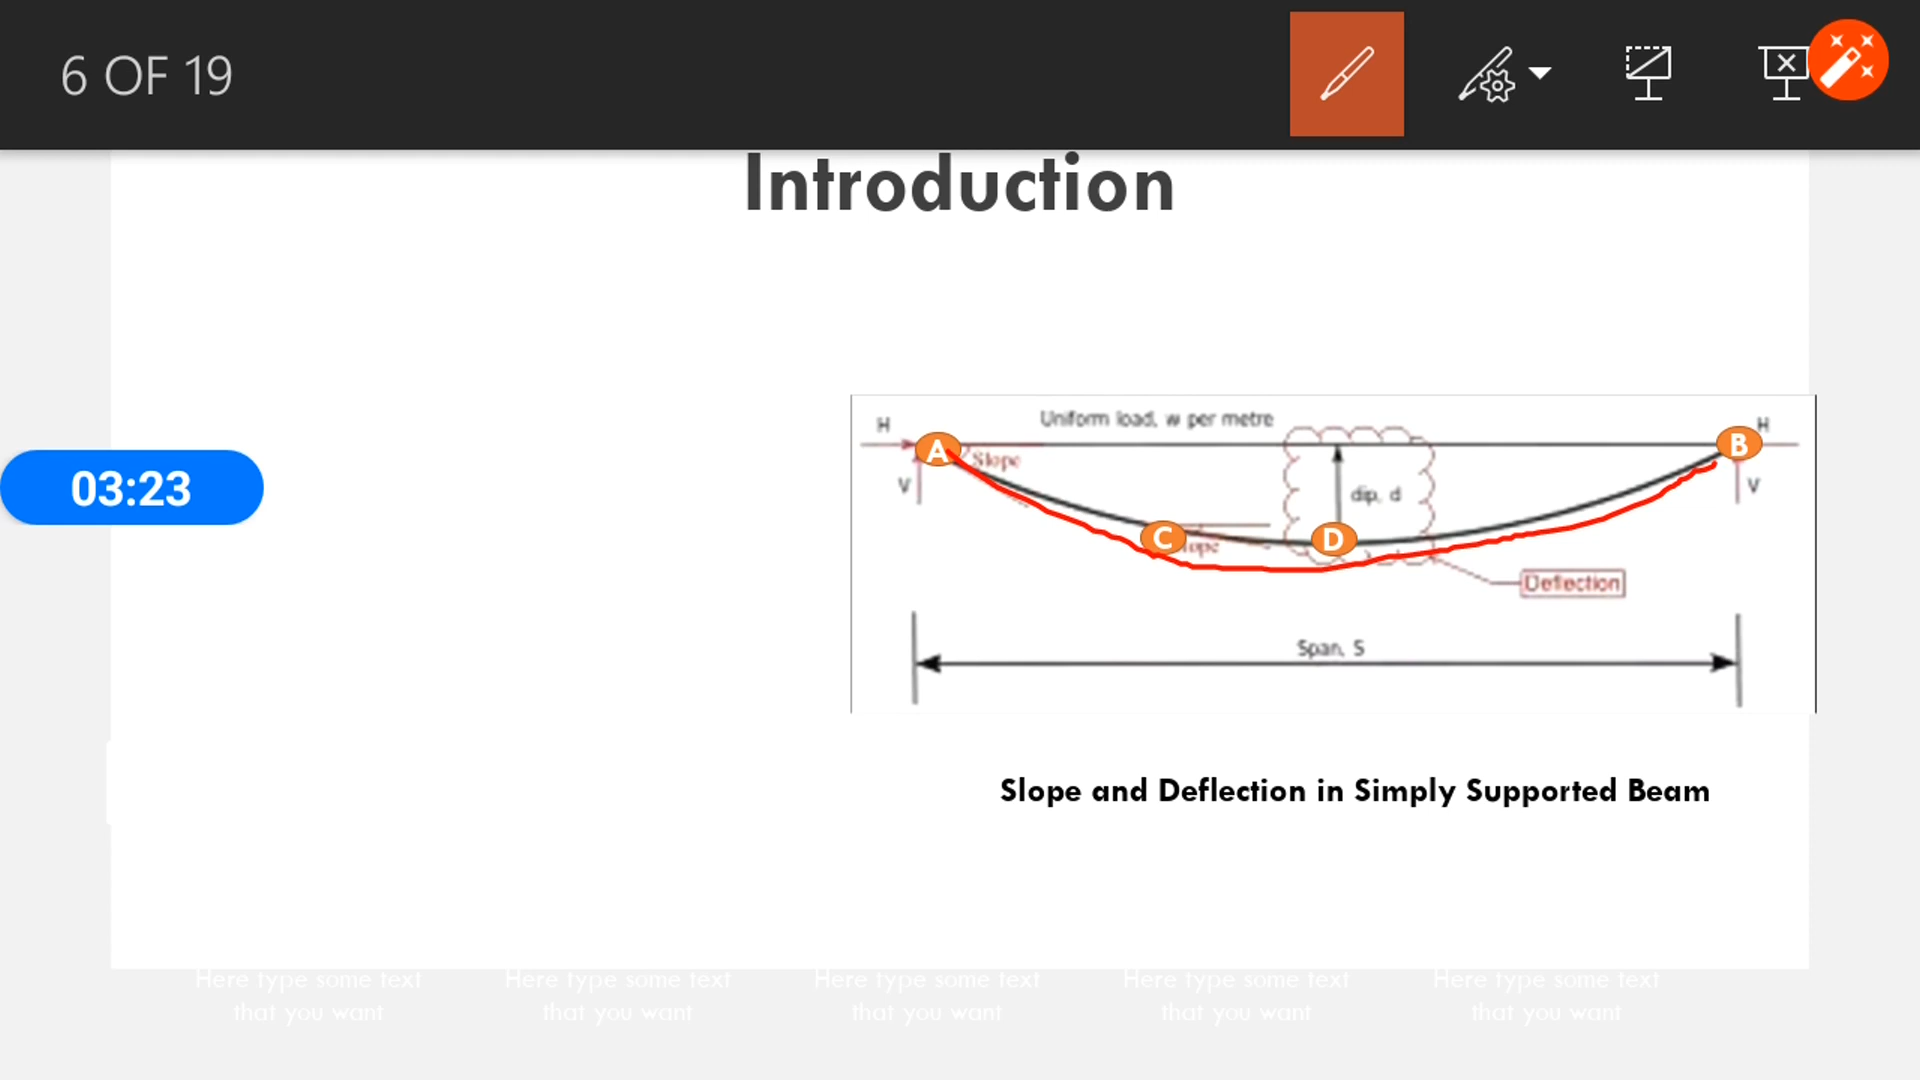 6 OF 19
Introduction
03:23
H
Uniform load, w per metre
H
A
B
Slope
V
dip, d
V
C
lope
D
Deflection
Span, S
Slope and Deflection in Simply Supported Beam
Here type some text
that you want
Here type some text
that you want
Here type some text
that you want
Here type some text
that you want
Here type some text
that you want